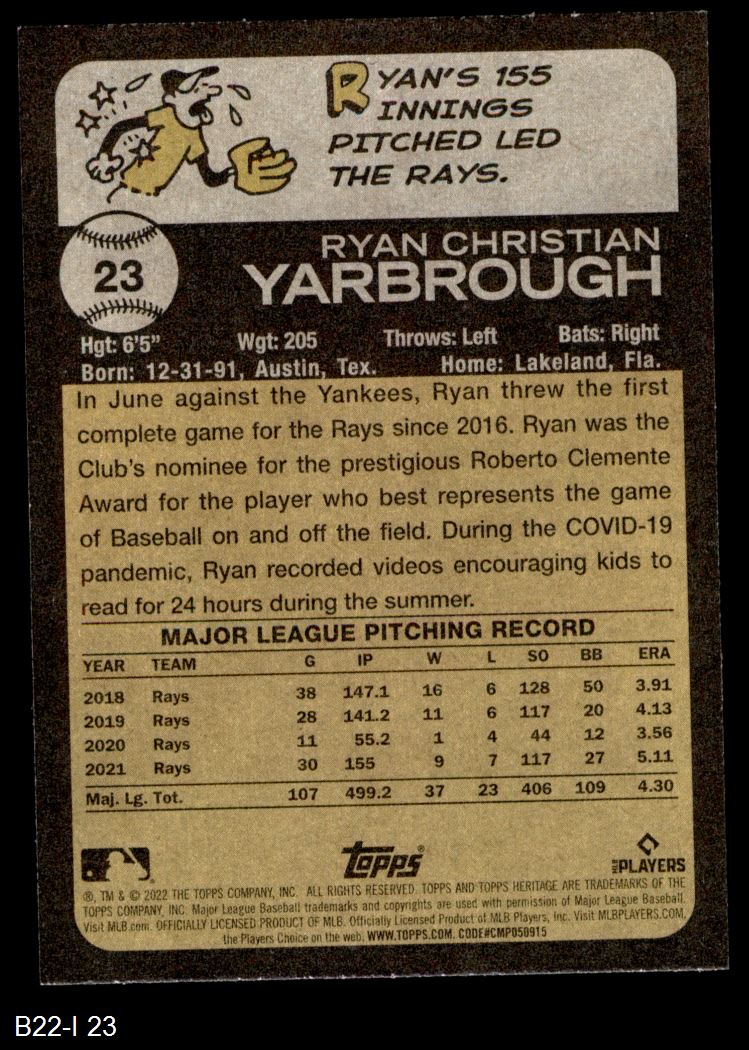 RYAN'S 155
INNINGS
PITCHED LED
THE RAYS.
23
RYAN CHRISTIAN
YARBROUGH
Hgt: 6'5" Wgt: 205 Throws: Left Bats: Right
Born: 12-31-91, Austin, Tex. Home: Lakeland, Fla.
In June against the Yankees, Ryan threw the first
complete game for the Rays since 2016. Ryan was the
Club's nominee for the prestigious Roberto Clemente
Award for the player who best represents the game
of Baseball on and off the field. During the COVID-19
pandemic, Ryan recorded videos encouraging kids to
read for 24 hours during the summer.
MAJOR LEAGUE PITCHING RECORD
YEAR TEAM G IP W L SO BB ERA
2018 Rays 38 147.1 16 6 128 50 3.91
2019 Rays 28 141.2 11 6 117 20 4.13
2020 Rays 11 55.2 1 4 44 12 3.56
2021 Rays 30 155 9 7 117 27 5.11
Maj. Lg. Tot. 107 499.2 37 23 406 109 4.30
Topps® MLB PLAYERS
®, TM & © 2022 THE TOPPS COMPANY, INC. ALL RIGHTS RESERVED. TOPPS AND TOPPS HERITAGE ARE TRADEMARKS OF THE
TOPPS COMPANY, INC. Major League Baseball trademarks and copyrights are used with permission of Major League Baseball.
Visit MLB.com. OFFICIALLY LICENSED PRODUCT OF MLB. Officially Licensed Product of MLB Players, Inc. Visit MLBPLAYERS.COM,
the Players Choice on the web. WWW.TOPPS.COM. CODE#CMP050915
B22-I 23